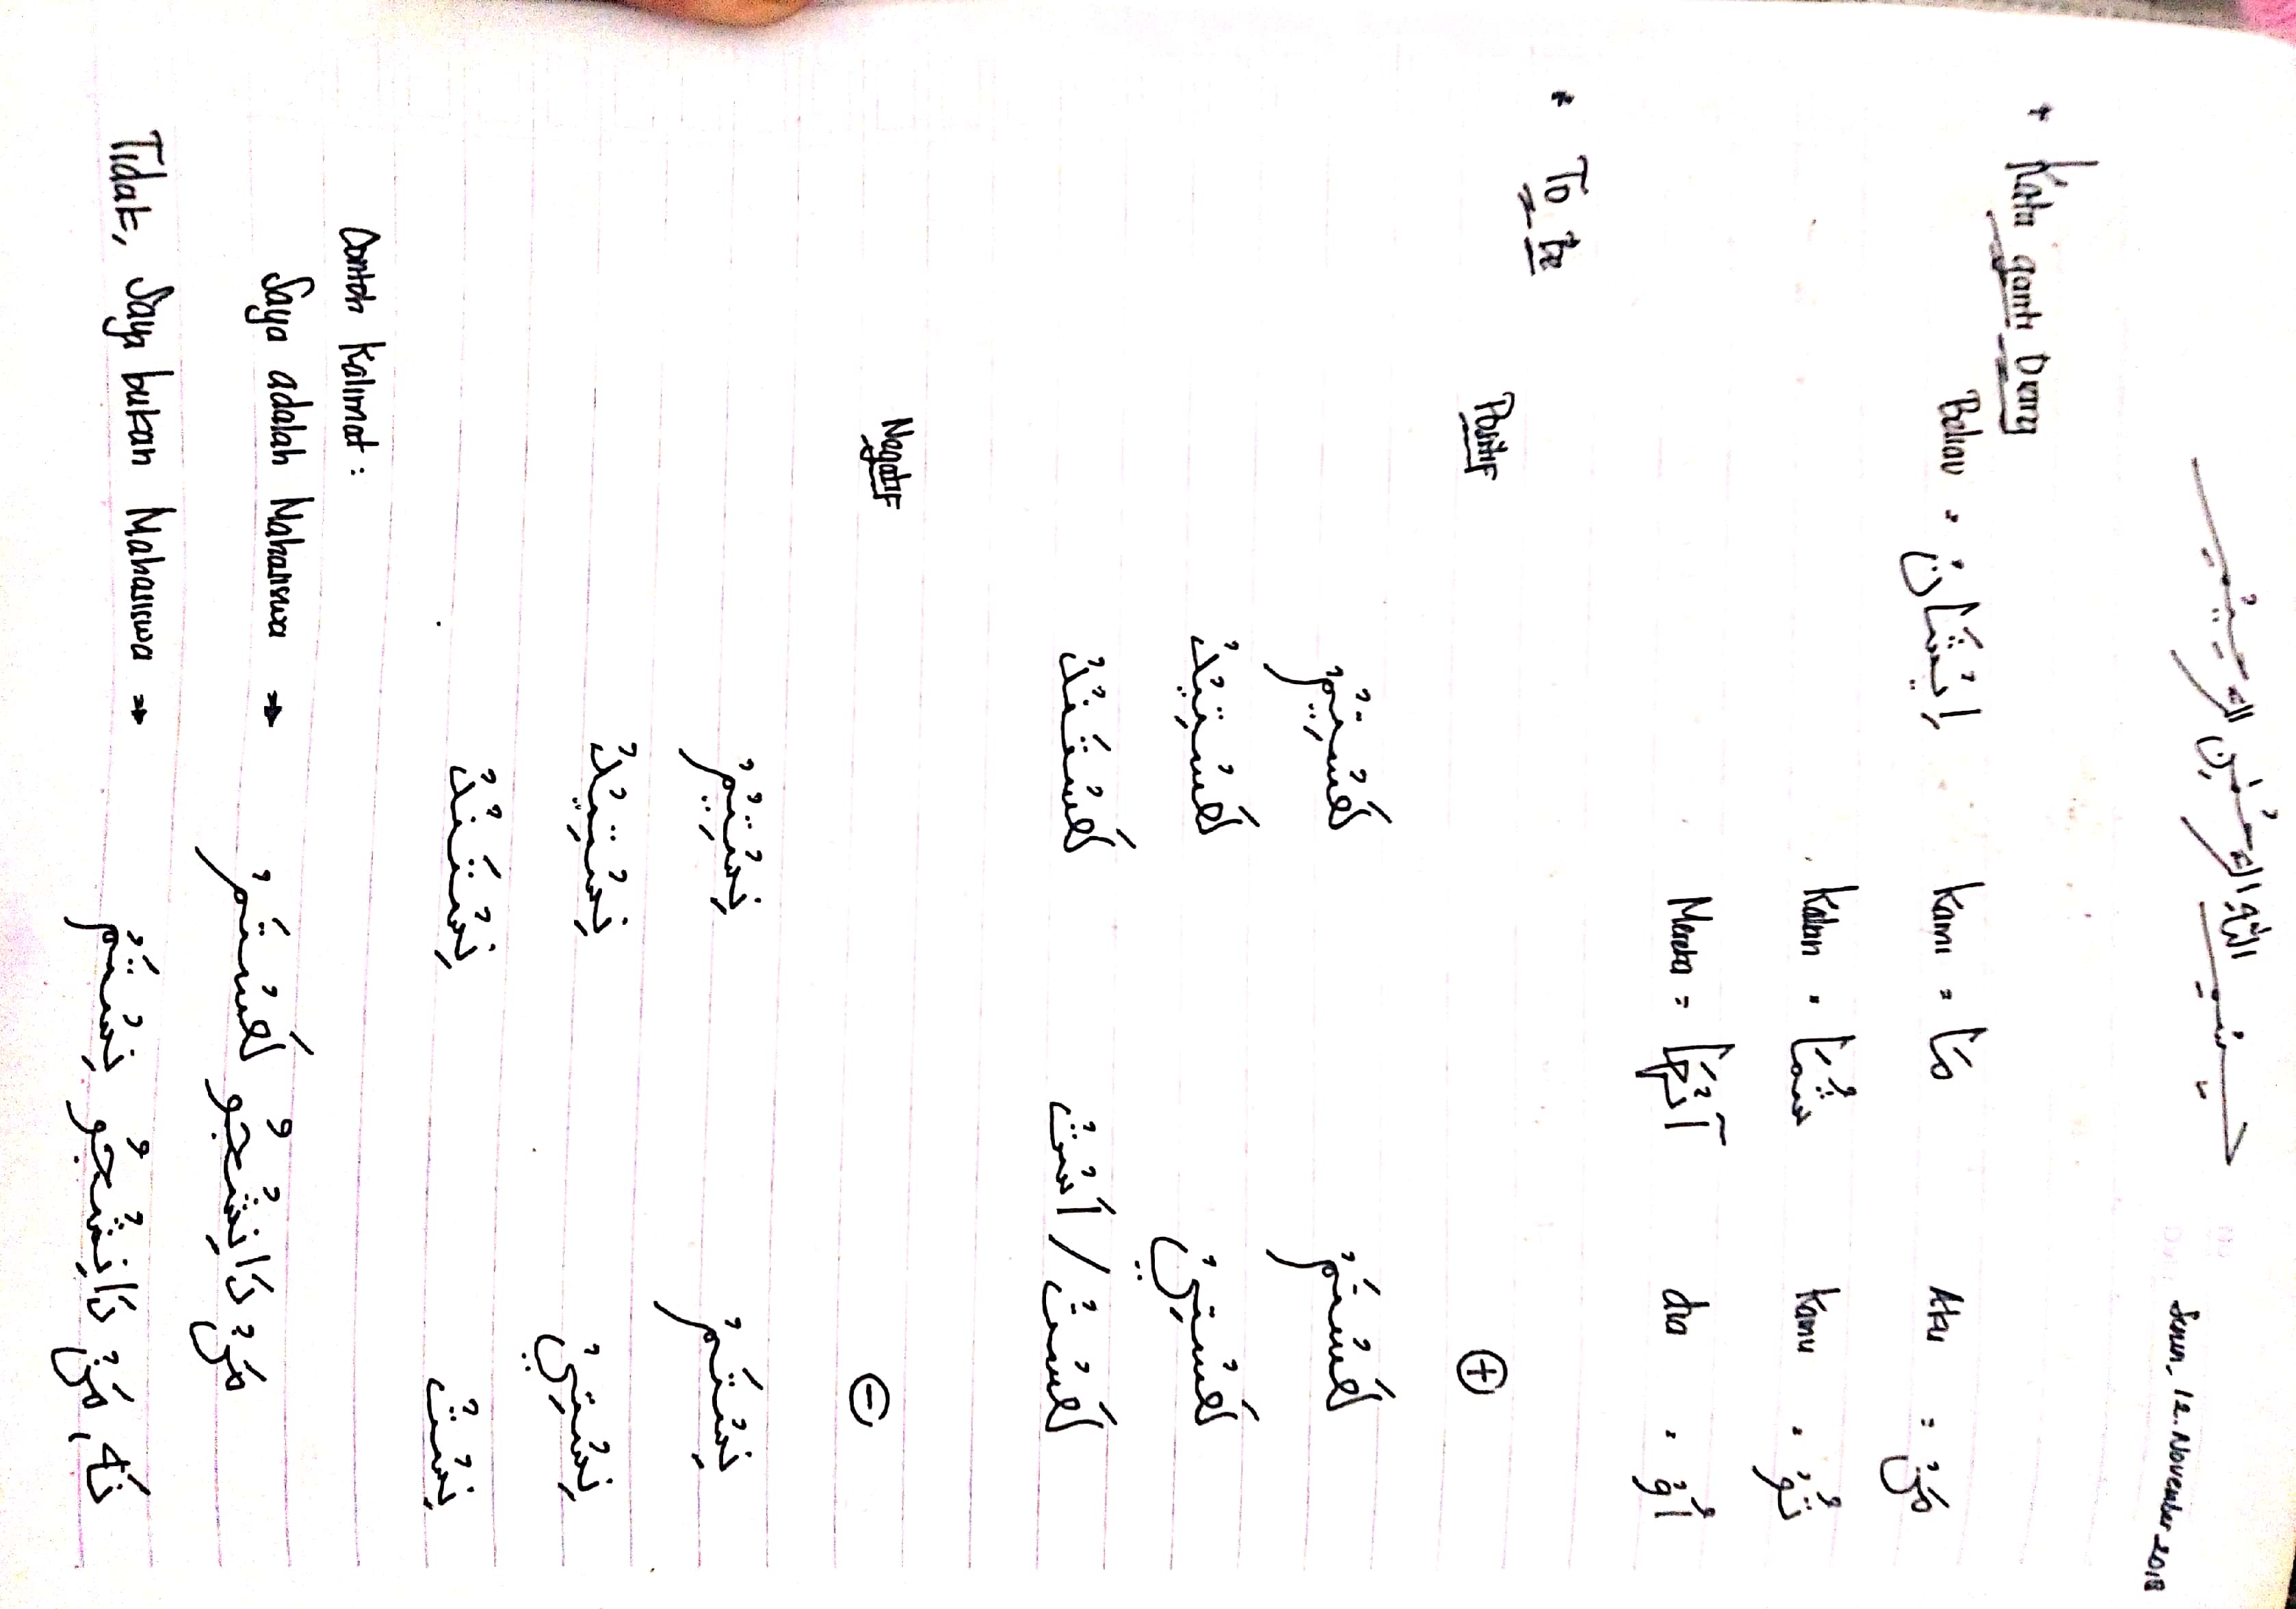 Senin, 12. November - 2018
بِسْمِ اللّٰهِ الرَّحْمٰنِ الرَّحِيْمِ
+ Kata ganti Orang
Beliau = اِيْشَانْ Kami = مَا Aku = مَنْ
Kalian = شُمَا Kamu = تُوْ
Mereka = آنْهَا dia = اُوْ
* To be
Positif (+)
هَسْتِيْمْ هَسْتَمْ
هَسْتِيْدْ هَسْتِيْ
هَسْتَنْدْ هَسْتْ / اَسْتْ
Negatif (-)
نِسْتِيْمْ نِسْتَمْ
نِسْتِيْدْ نِسْتِيْ
نِسْتَنْدْ نِسْتْ
Contoh Kalimat :
Saya adalah Mahasiswa → مَنْ دَانِشْجُو هَسْتَمْ
Tidak, Saya bukan Mahasiswa → نَه، مَنْ دَانِشْجُو نِسْتَمْ